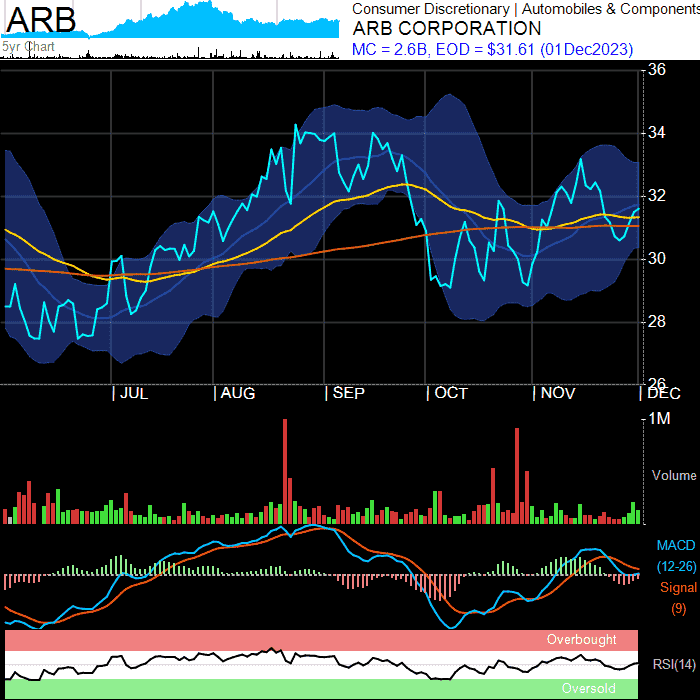 ARB
5yr Chart
Consumer Discretionary | Automobiles & Components
ARB CORPORATION
MC = 2.6B, EOD = $31.61 (01Dec2023)
36
34
32
30
28
26
JUL
AUG
SEP
OCT
NOV
DEC
1M
Volume
MACD
(12-26)
Signal
(9)
Overbought
RSI(14)
Oversold